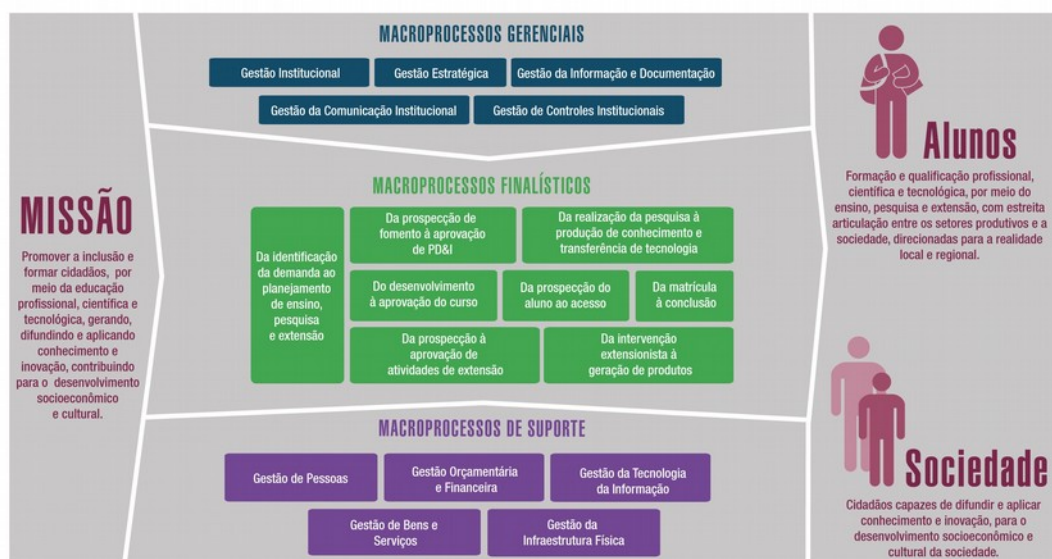 MISSÃO
Promover a inclusão e
formar cidadãos, por
meio da educação
profissional, científica e
tecnológica, gerando,
difundindo e aplicando
conhecimento e
inovação, contribuindo
para o desenvolvimento
socioeconômico
e cultural.
MACROPROCESSOS GERENCIAIS
Gestão Institucional
Gestão Estratégica
Gestão da Informação e Documentação
Gestão da Comunicação Institucional
Gestão de Controles Institucionais
MACROPROCESSOS FINALÍSTICOS
Da identificação
da demanda ao
planejamento
de ensino,
pesquisa
e extensão
Da prospecção de
fomento à aprovação
de PD&I
Da realização da pesquisa à
produção de conhecimento e
transferência de tecnologia
Do desenvolvimento
à aprovação do curso
Da prospecção do
aluno ao acesso
Da matrícula
à conclusão
Da prospecção à
aprovação de
atividades de extensão
Da intervenção
extensionista à
geração de produtos
MACROPROCESSOS DE SUPORTE
Gestão de Pessoas
Gestão Orçamentária
e Financeira
Gestão da Tecnologia
da Informação
Gestão de Bens e
Serviços
Gestão da
Infraestrutura Física
Alunos
Formação e qualificação profissional,
científica e tecnológica, por meio do
ensino, pesquisa e extensão, com estreita
articulação entre os setores produtivos e a
sociedade, direcionadas para a realidade
local e regional.
Sociedade
Cidadãos capazes de difundir e aplicar
conhecimento e inovação, para o
desenvolvimento socioeconômico e
cultural da sociedade.